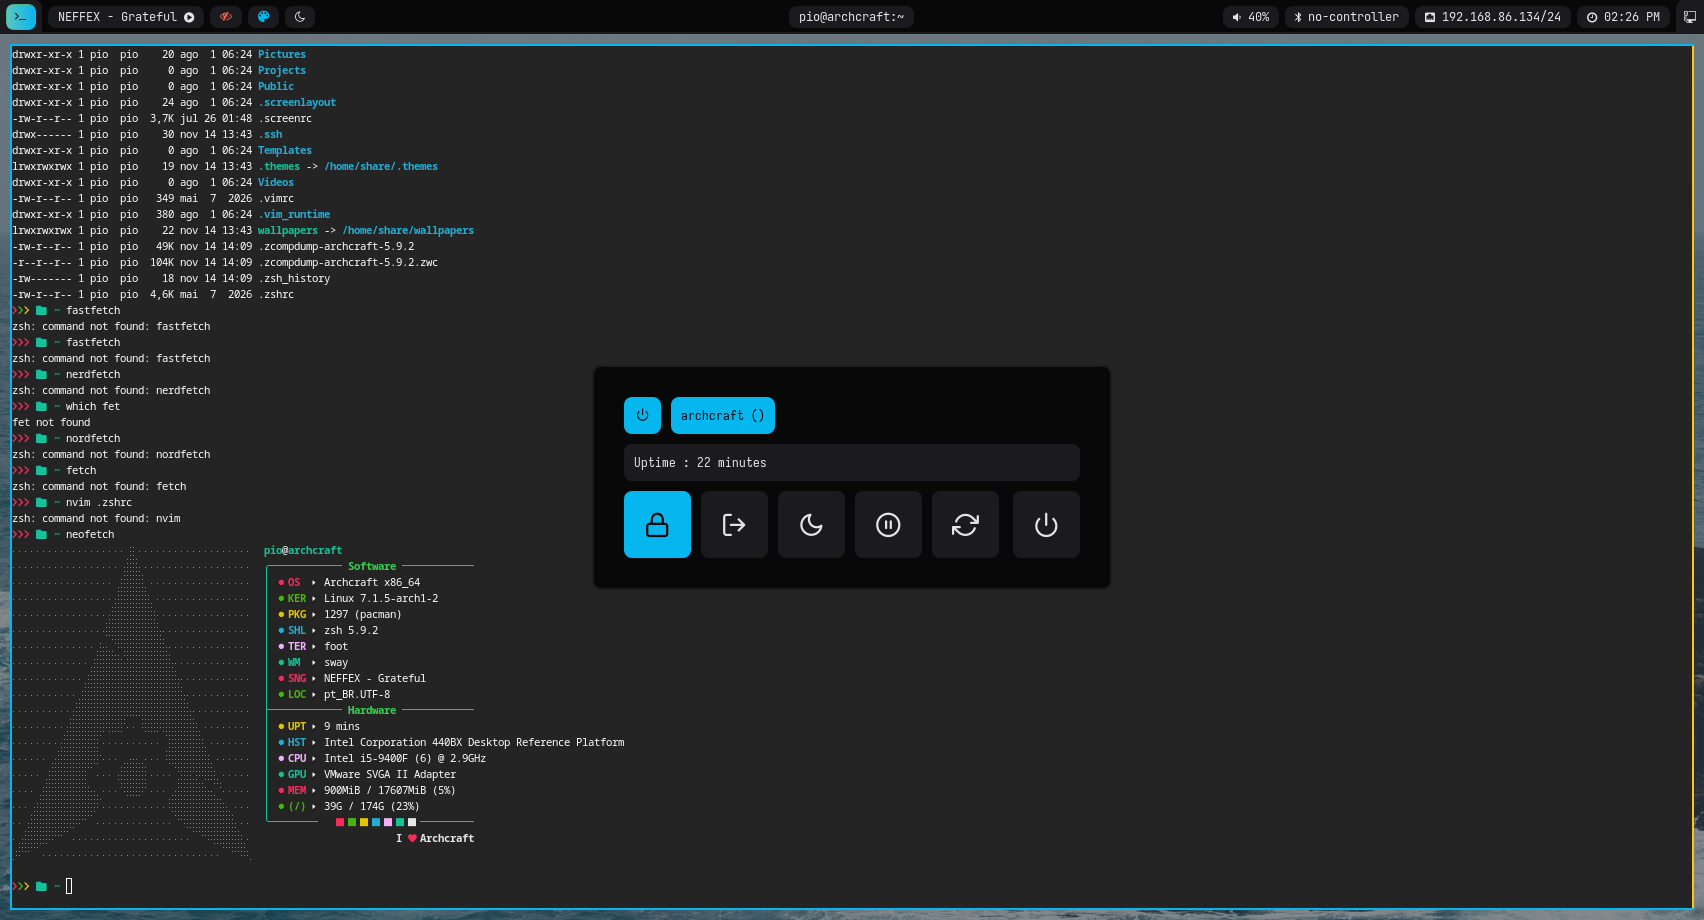 NEFFEX - Grateful
pio@archcraft:~
40%
no-controller
192.168.86.134/24
02:26 PM
drwxr-xr-x 1 pio  pio    20 ago  1 06:24 Pictures
drwxr-xr-x 1 pio  pio     0 ago  1 06:24 Projects
drwxr-xr-x 1 pio  pio     0 ago  1 06:24 Public
drwxr-xr-x 1 pio  pio    24 ago  1 06:24 .screenlayout
-rw-r--r-- 1 pio  pio  3,7K jul 26 01:48 .screenrc
drwx------ 1 pio  pio    30 nov 14 13:43 .ssh
drwxr-xr-x 1 pio  pio     0 ago  1 06:24 Templates
lrwxrwxrwx 1 pio  pio    19 nov 14 13:43 .themes -> /home/share/.themes
drwxr-xr-x 1 pio  pio     0 ago  1 06:24 Videos
-rw-r--r-- 1 pio  pio   349 mai  7  2026 .vimrc
drwxr-xr-x 1 pio  pio   380 ago  1 06:24 .vim_runtime
lrwxrwxrwx 1 pio  pio    22 nov 14 13:43 wallpapers -> /home/share/wallpapers
-rw-r--r-- 1 pio  pio   49K nov 14 14:09 .zcompdump-archcraft-5.9.2
-r--r--r-- 1 pio  pio  104K nov 14 14:09 .zcompdump-archcraft-5.9.2.zwc
-rw------- 1 pio  pio    18 nov 14 14:09 .zsh_history
-rw-r--r-- 1 pio  pio  4,6K mai  7  2026 .zshrc
~ fastfetch
zsh: command not found: fastfetch
~ fastfetch
zsh: command not found: fastfetch
~ nerdfetch
zsh: command not found: nerdfetch
~ which fet
fet not found
~ nordfetch
zsh: command not found: nordfetch
~ fetch
zsh: command not found: fetch
~ nvim .zshrc
zsh: command not found: nvim
~ neofetch
pio@archcraft
Software
OS ‣ Archcraft x86_64
KER ‣ Linux 7.1.5-arch1-2
PKG ‣ 1297 (pacman)
SHL ‣ zsh 5.9.2
TER ‣ foot
WM ‣ sway
SNG ‣ NEFFEX - Grateful
LOC ‣ pt_BR.UTF-8
Hardware
UPT ‣ 9 mins
HST ‣ Intel Corporation 440BX Desktop Reference Platform
CPU ‣ Intel i5-9400F (6) @ 2.9GHz
GPU ‣ VMware SVGA II Adapter
MEM ‣ 900MiB / 17607MiB (5%)
(/) ‣ 39G / 174G (23%)
I ♥ Archcraft
~
archcraft ()
Uptime : 22 minutes